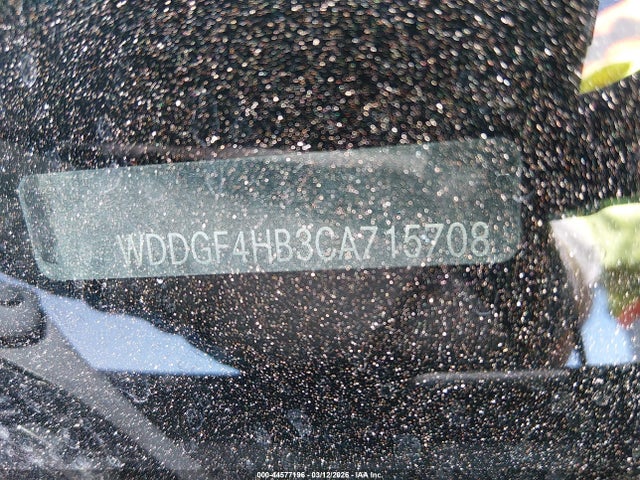 WDDGF4HB3CA715708
000-44577196 - 03/12/2026 - IAA Inc.